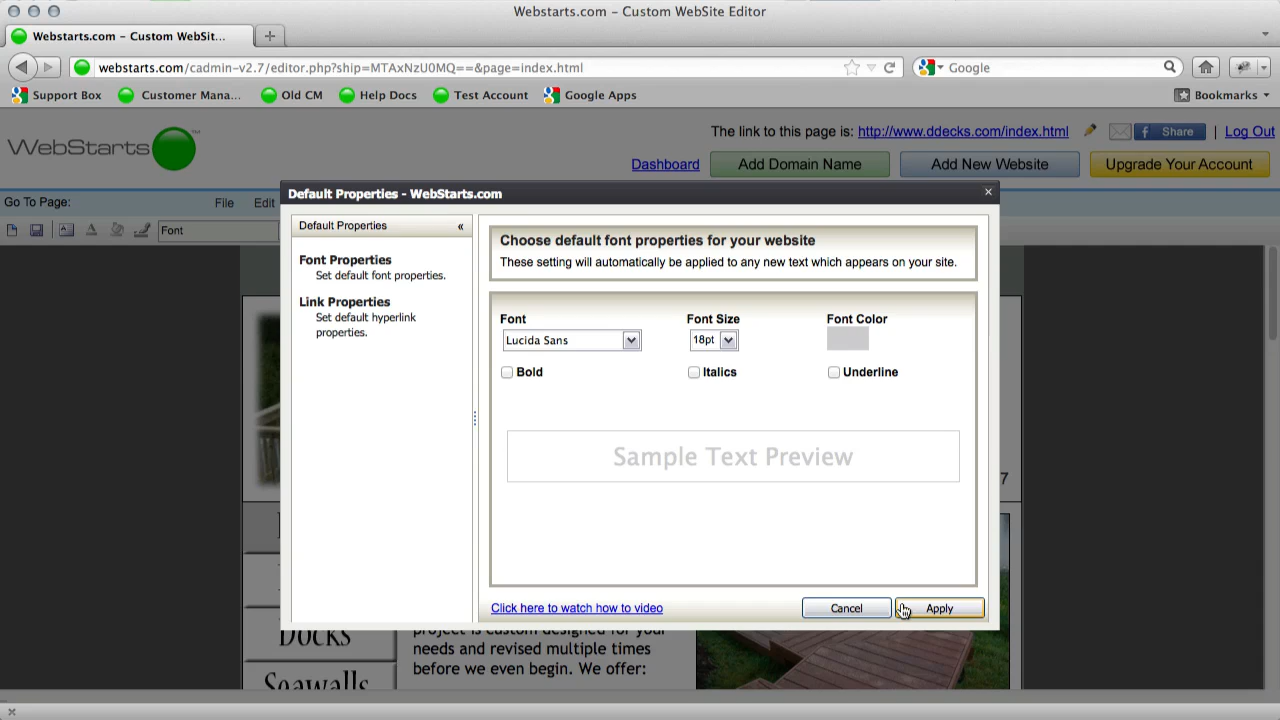 Webstarts.com – Custom WebSite Editor
Webstarts.com – Custom WebSit...
webstarts.com/cadmin-v2.7/editor.php?ship=MTAxNzU0MQ==&page=index.html
Google
Support Box
Customer Mana...
Old CM
Help Docs
Test Account
Google Apps
Bookmarks
WebStarts™
The link to this page is: http://www.ddecks.com/index.html
Share
| Log Out
Dashboard
Add Domain Name
Add New Website
Upgrade Your Account
Go To Page:
File
Edit
Font
Default Properties - WebStarts.com
Default Properties «
Font Properties
Set default font properties.
Link Properties
Set default hyperlink
properties.
Choose default font properties for your website
These setting will automatically be applied to any new text which appears on your site.
Font
Font Size
Font Color
Lucida Sans
18pt
Bold
Italics
Underline
Sample Text Preview
7
Click here to watch how to video
Cancel
Apply
Docks
Seawalls
project is custom designed for your
needs and revised multiple times
before we even begin. We offer: